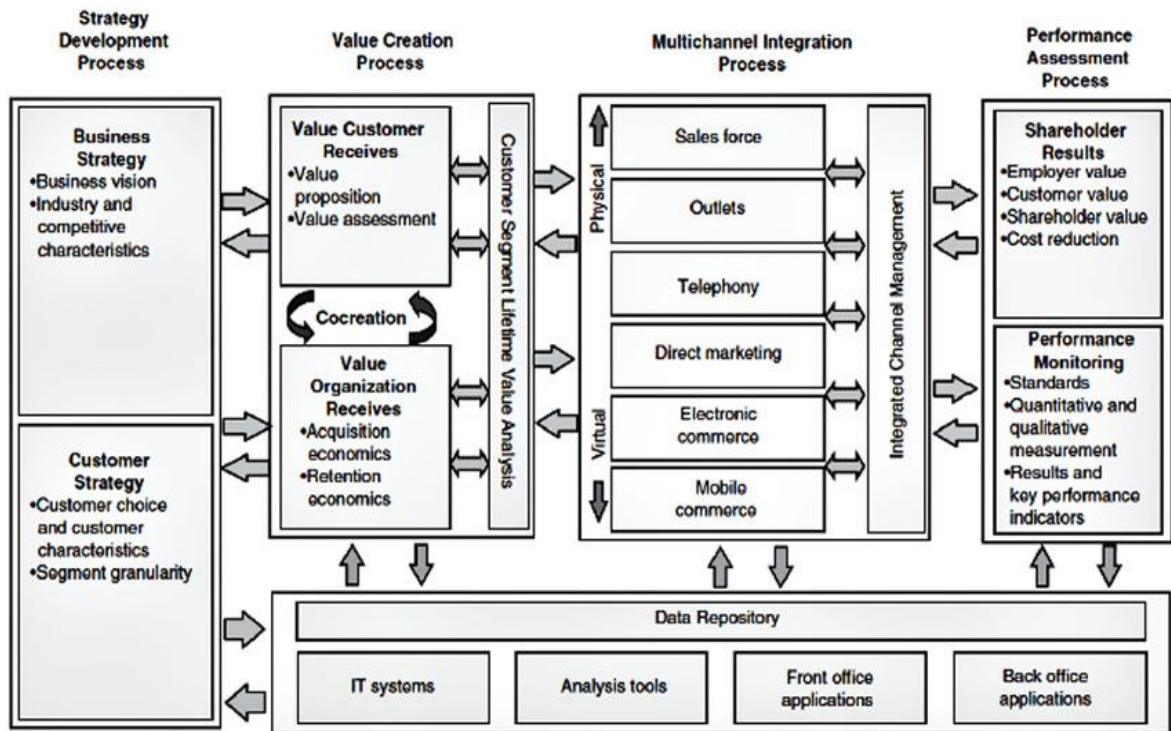 Strategy
Development
Process
Value Creation
Process
Multichannel Integration
Process
Performance
Assessment
Process
Business
Strategy
•Business vision
•Industry and
competitive
characteristics
Customer
Strategy
•Customer choice
and customer
characteristics
•Segment granularity
Value Customer
Receives
•Value
proposition
•Value assessment
Cocreation
Value
Organization
Receives
•Acquisition
economics
•Retention
economics
Customer Segment Lifetime Value Analysis
Physical
Virtual
Sales force
Outlets
Telephony
Direct marketing
Electronic
commerce
Mobile
commerce
Integrated Channel Management
Shareholder
Results
•Employer value
•Customer value
•Shareholder value
•Cost reduction
Performance
Monitoring
•Standards
•Quantitative and
qualitative
measurement
•Results and
key performance
indicators
Data Repository
IT systems
Analysis tools
Front office
applications
Back office
applications